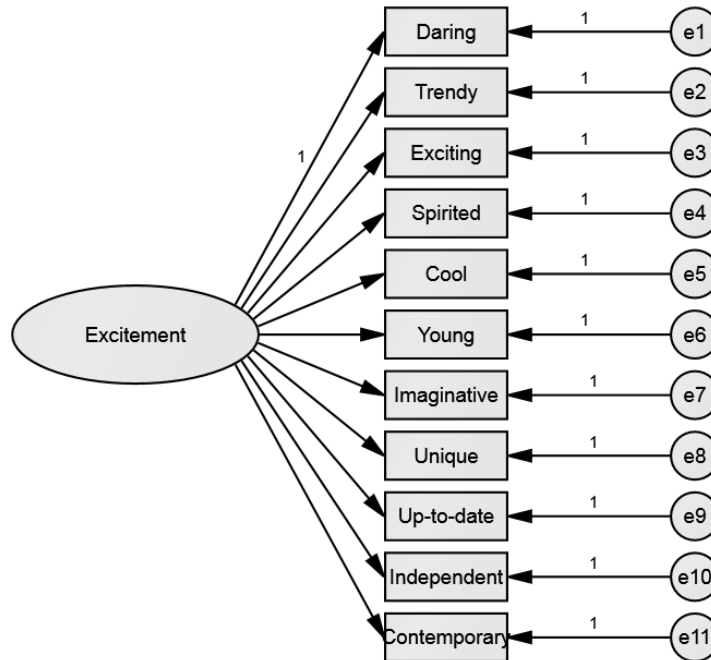 Daring 1 e1
Trendy 1 e2
1 Exciting 1 e3
Spirited 1 e4
Cool 1 e5
Excitement Young 1 e6
Imaginative 1 e7
Unique 1 e8
Up-to-date 1 e9
Independent 1 e10
Contemporary 1 e11